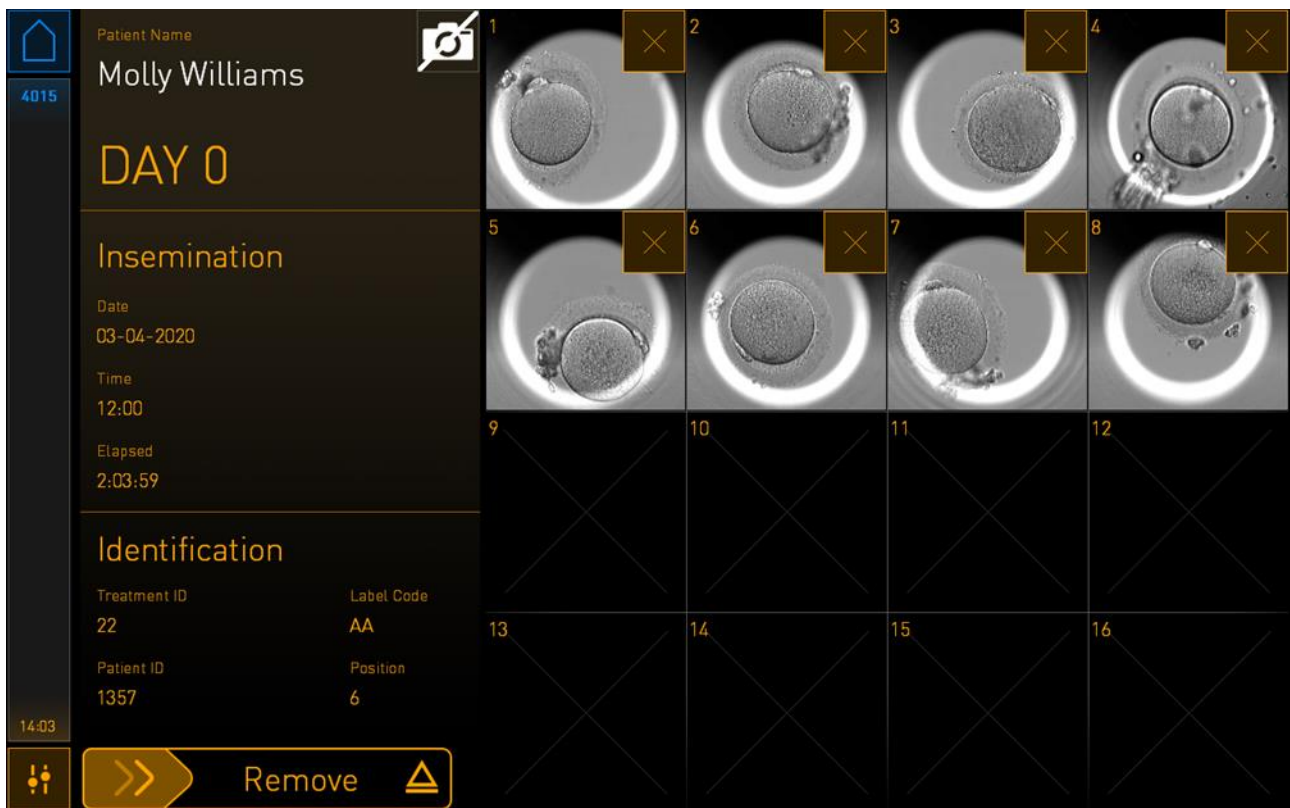 4015
14:03
Patient Name
Molly Williams
DAY 0
Insemination
Date
03-04-2020
Time
12:00
Elapsed
2:03:59
Identification
Treatment ID
22
Label Code
AA
Patient ID
1357
Position
6
Remove
1
2
3
4
5
6
7
8
9
10
11
12
13
14
15
16